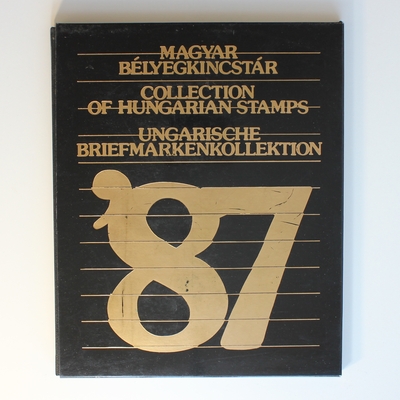 MAGYAR
BÉLYEGKINCSTÁR
COLLECTION
OF HUNGARIAN STAMPS
UNGARISCHE
BRIEFMARKENKOLLEKTION
'87